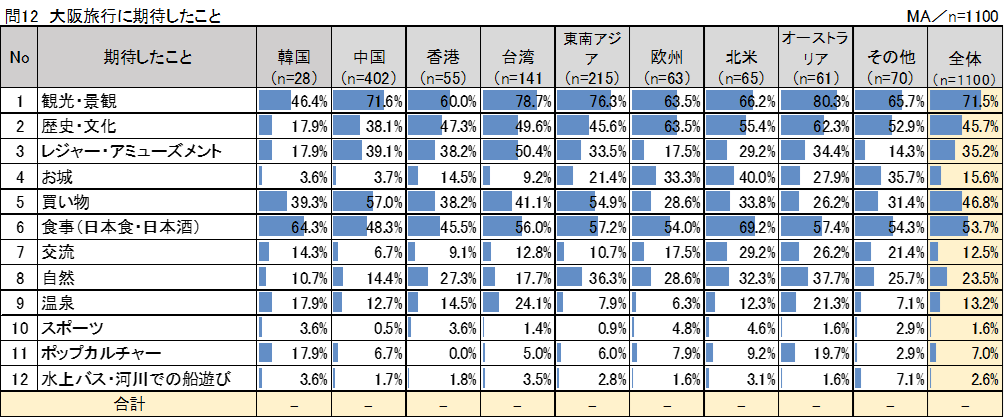 問12 大阪旅行に期待したこと MA／n=1100
No 期待したこと 韓国 (n=28) 中国 (n=402) 香港 (n=55) 台湾 (n=141 東南アジア (n=215) 欧州 (n=63) 北米 (n=65) オーストラリア (n=61) その他 (n=70) 全体 (n=1100)
1 観光・景観 46.4% 71.6% 60.0% 78.7% 76.3% 63.5% 66.2% 80.3% 65.7% 71.5%
2 歴史・文化 17.9% 38.1% 47.3% 49.6% 45.6% 63.5% 55.4% 62.3% 52.9% 45.7%
3 レジャー・アミューズメント 17.9% 39.1% 38.2% 50.4% 33.5% 17.5% 29.2% 34.4% 14.3% 35.2%
4 お城 3.6% 3.7% 14.5% 9.2% 21.4% 33.3% 40.0% 27.9% 35.7% 15.6%
5 買い物 39.3% 57.0% 38.2% 41.1% 54.9% 28.6% 33.8% 26.2% 31.4% 46.8%
6 食事（日本食・日本酒） 64.3% 48.3% 45.5% 56.0% 57.2% 54.0% 69.2% 57.4% 54.3% 53.7%
7 交流 14.3% 6.7% 9.1% 12.8% 10.7% 17.5% 29.2% 26.2% 21.4% 12.5%
8 自然 10.7% 14.4% 27.3% 17.7% 36.3% 28.6% 32.3% 37.7% 25.7% 23.5%
9 温泉 17.9% 12.7% 14.5% 24.1% 7.9% 6.3% 12.3% 21.3% 7.1% 13.2%
10 スポーツ 3.6% 0.5% 3.6% 1.4% 0.9% 4.8% 4.6% 1.6% 2.9% 1.6%
11 ポップカルチャー 17.9% 6.7% 0.0% 5.0% 6.0% 7.9% 9.2% 19.7% 2.9% 7.0%
12 水上バス・河川での船遊び 3.6% 1.7% 1.8% 3.5% 2.8% 1.6% 3.1% 1.6% 7.1% 2.6%
合計 – – – – – – – – – –